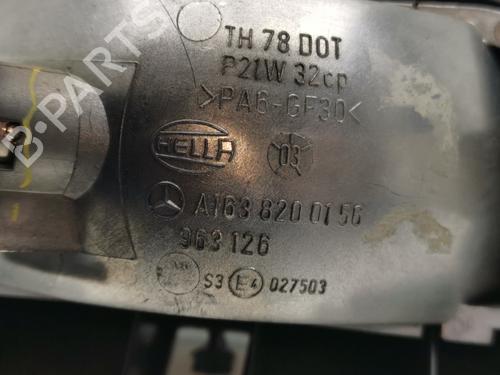 TH 78 DOT
P21W 32cp
>PA6-GF30<
HELLA
03
A163 820 01 56
963 126
S3 E4 027503
B-Parts